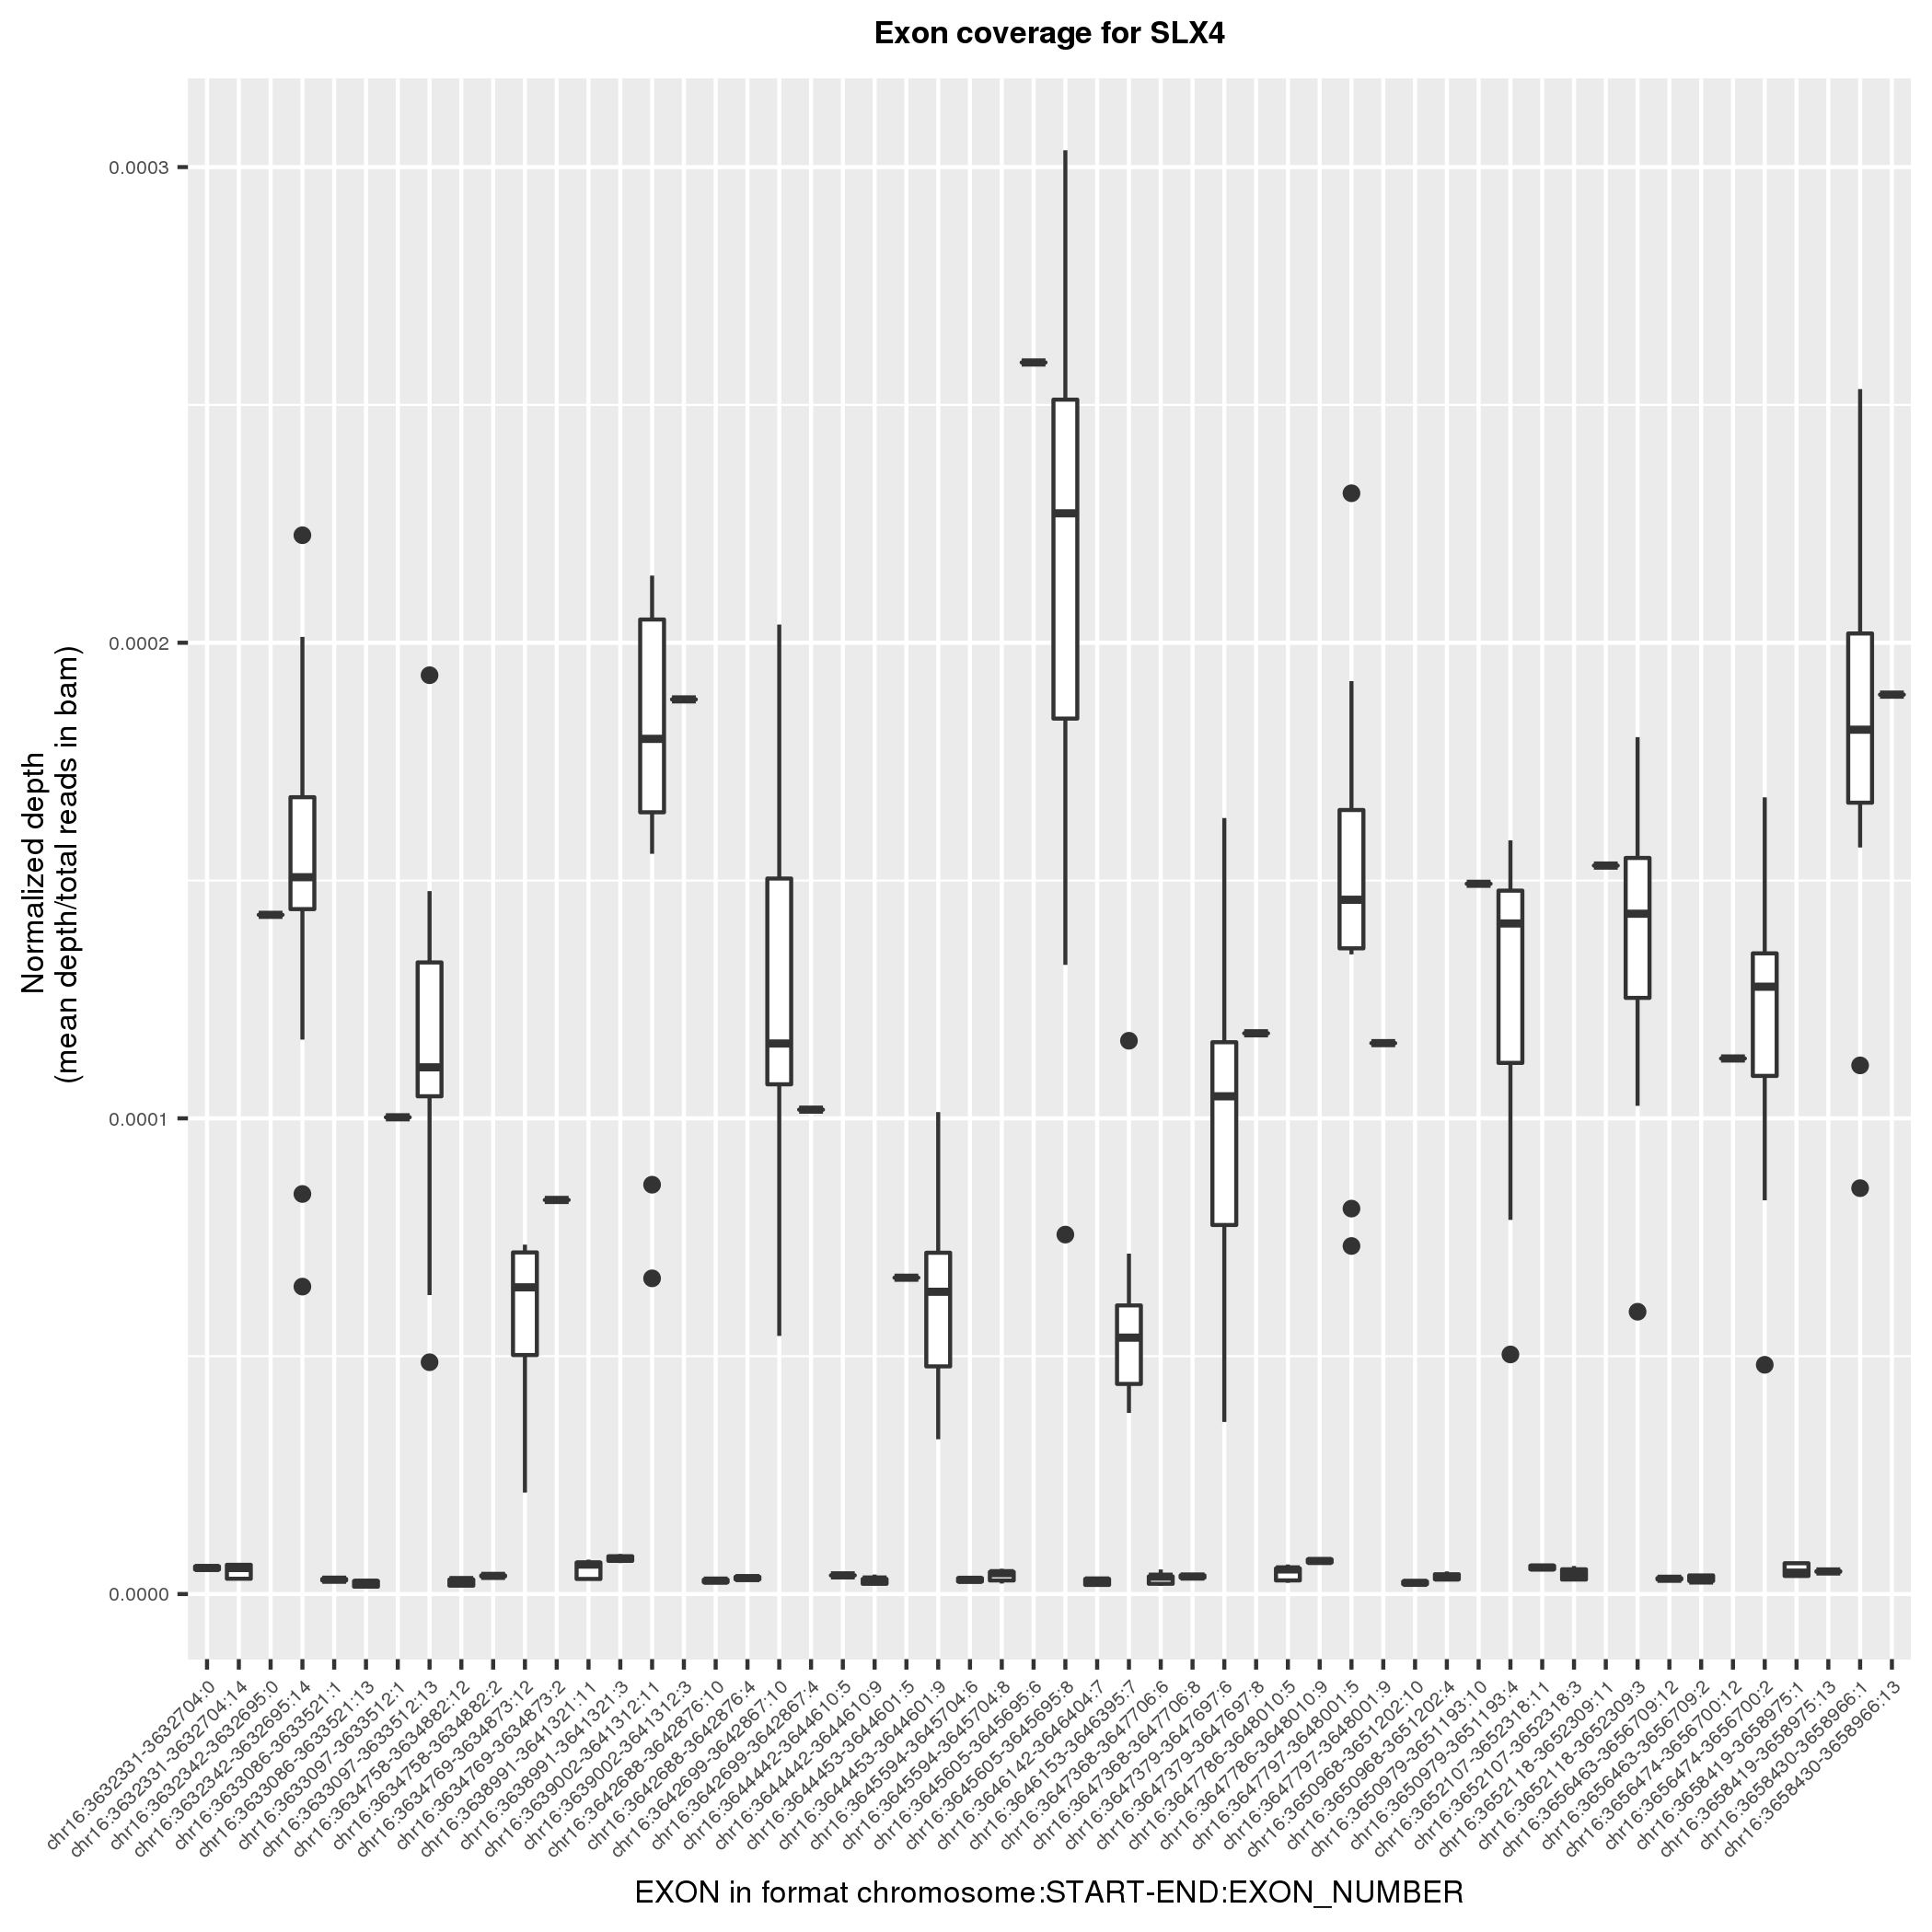 Exon coverage for SLX4
Normalized depth
(mean depth/total reads in bam)
0.0003
0.0002
0.0001
0.0000
chr16:3632331-3632704:0
chr16:3632331-3632704:14
chr16:3632342-3632695:0
chr16:3632342-3632695:14
chr16:3633086-3633521:1
chr16:3633086-3633521:13
chr16:3633097-3633512:1
chr16:3633097-3633512:13
chr16:3634758-3634882:12
chr16:3634758-3634882:2
chr16:3634769-3634873:12
chr16:3634769-3634873:2
chr16:3638991-3641321:11
chr16:3638991-3641321:3
chr16:3639002-3641312:11
chr16:3639002-3641312:3
chr16:3642688-3642876:10
chr16:3642688-3642876:4
chr16:3642699-3642867:10
chr16:3642699-3642867:4
chr16:3644442-3644610:5
chr16:3644442-3644610:9
chr16:3644453-3644601:5
chr16:3644453-3644601:9
chr16:3645594-3645704:6
chr16:3645594-3645704:8
chr16:3645605-3645695:6
chr16:3645605-3645695:8
chr16:3646142-3646404:7
chr16:3646153-3646395:7
chr16:3647368-3647706:6
chr16:3647368-3647706:8
chr16:3647379-3647697:6
chr16:3647379-3647697:8
chr16:3647786-3648010:5
chr16:3647786-3648010:9
chr16:3647797-3648001:5
chr16:3647797-3648001:9
chr16:3650968-3651202:10
chr16:3650968-3651202:4
chr16:3650979-3651193:10
chr16:3650979-3651193:4
chr16:3652107-3652318:11
chr16:3652107-3652318:3
chr16:3652118-3652309:11
chr16:3652118-3652309:3
chr16:3656463-3656709:12
chr16:3656463-3656709:2
chr16:3656474-3656700:12
chr16:3656474-3656700:2
chr16:3658419-3658975:1
chr16:3658419-3658975:13
chr16:3658430-3658966:1
chr16:3658430-3658966:13
EXON in format chromosome:START-END:EXON_NUMBER